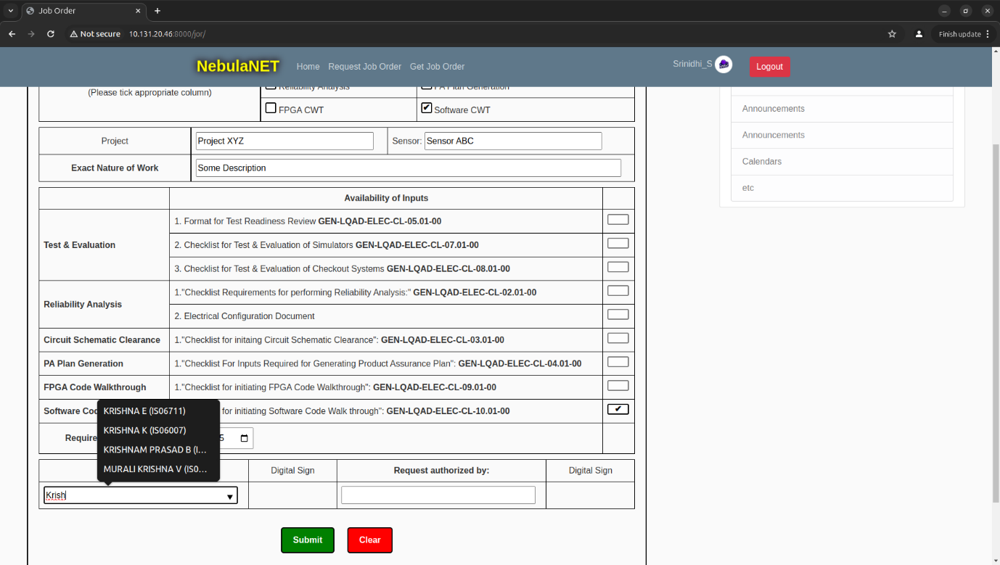 Job Order
Not secure 10.131.20.46:8000/jor/
Finish update
NebulaNET Home Request Job Order Get Job Order Srinidhi_S Logout
Reliability Analysis PA Plan Generation
(Please tick appropriate column)
FPGA CWT Software CWT
Project Project XYZ Sensor: Sensor ABC
Exact Nature of Work Some Description
Availability of Inputs
Test & Evaluation
1. Format for Test Readiness Review GEN-LQAD-ELEC-CL-05.01-00
2. Checklist for Test & Evaluation of Simulators GEN-LQAD-ELEC-CL-07.01-00
3. Checklist for Test & Evaluation of Checkout Systems GEN-LQAD-ELEC-CL-08.01-00
Reliability Analysis
1."Checklist Requirements for performing Reliability Analysis:" GEN-LQAD-ELEC-CL-02.01-00
2. Electrical Configuration Document
Circuit Schematic Clearance 1."Checklist for initaing Circuit Schematic Clearance": GEN-LQAD-ELEC-CL-03.01-00
PA Plan Generation 1."Checklist For Inputs Required for Generating Product Assurance Plan": GEN-LQAD-ELEC-CL-04.01-00
FPGA Code Walkthrough 1."Checklist for initiating FPGA Code Walkthrough": GEN-LQAD-ELEC-CL-09.01-00
Software Co for initiating Software Code Walk through": GEN-LQAD-ELEC-CL-10.01-00
Require 5
KRISHNA E (IS06711)
KRISHNA K (IS06007)
KRISHNAM PRASAD B (I...
MURALI KRISHNA V (IS0...
Digital Sign Request authorized by: Digital Sign
Krish
Submit Clear
Announcements
Announcements
Calendars
etc